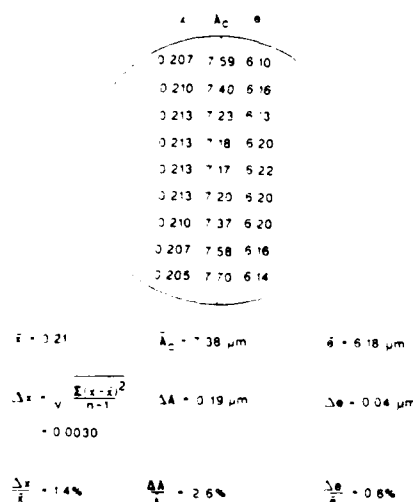 x λc e
0.207 7.59 6.10
0.210 7.40 6.16
0.213 7.23 6.13
0.213 7.18 6.20
0.213 7.17 6.22
0.213 7.20 6.20
0.210 7.37 6.20
0.207 7.58 6.16
0.205 7.70 6.14
x̄ = 0.21 λ̄c = 7.38 μm ē = 6.18 μm
Δx = √ Σ(x-x̄)² / n-1 Δλ = 0.19 μm Δe = 0.04 μm
= 0.0030
Δx/x̄ = 1.4% Δλ/λ = 2.6% Δe/ē = 0.6%